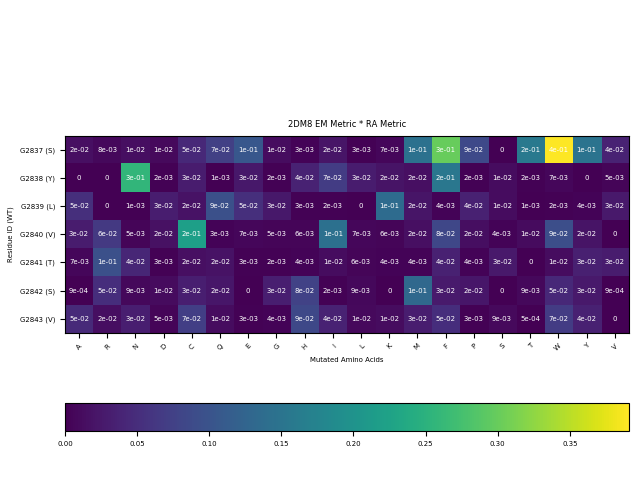 2DM8 EM Metric * RA Metric
Residue ID (WT)
G2837 (S) 2e-02 8e-03 1e-02 1e-02 5e-02 7e-02 1e-01 1e-02 3e-03 2e-02 3e-03 7e-03 1e-01 3e-01 9e-02 0 2e-01 4e-01 1e-01 4e-02
G2838 (Y) 0 0 3e-01 2e-03 3e-02 1e-03 3e-02 2e-03 4e-02 7e-02 3e-02 2e-02 2e-02 2e-01 2e-03 1e-02 2e-03 7e-03 0 5e-03
G2839 (L) 5e-02 0 1e-03 3e-02 2e-02 9e-02 5e-02 3e-02 3e-03 2e-03 0 1e-01 2e-02 4e-03 4e-02 1e-02 1e-03 2e-03 4e-03 3e-02
G2840 (V) 3e-02 6e-02 5e-03 2e-02 2e-01 3e-03 7e-03 5e-03 6e-03 1e-01 7e-03 6e-03 2e-02 8e-02 2e-02 4e-03 1e-02 9e-02 2e-02 0
G2841 (T) 7e-03 1e-01 4e-02 3e-03 2e-02 2e-02 3e-03 2e-03 4e-03 1e-02 6e-03 4e-03 4e-03 4e-02 4e-03 3e-02 0 1e-02 3e-02 3e-02
G2842 (S) 9e-04 5e-02 9e-03 1e-02 3e-02 2e-02 0 3e-02 8e-02 2e-03 9e-03 0 1e-01 3e-02 2e-02 0 9e-03 5e-02 3e-02 9e-04
G2843 (V) 5e-02 2e-02 3e-02 5e-03 7e-02 1e-02 3e-03 4e-03 9e-02 4e-02 1e-02 1e-02 3e-02 5e-02 3e-03 9e-03 5e-04 7e-02 4e-02 0
A R N D C Q E G H I L K M F P S T W Y V
Mutated Amino Acids
0.00 0.05 0.10 0.15 0.20 0.25 0.30 0.35